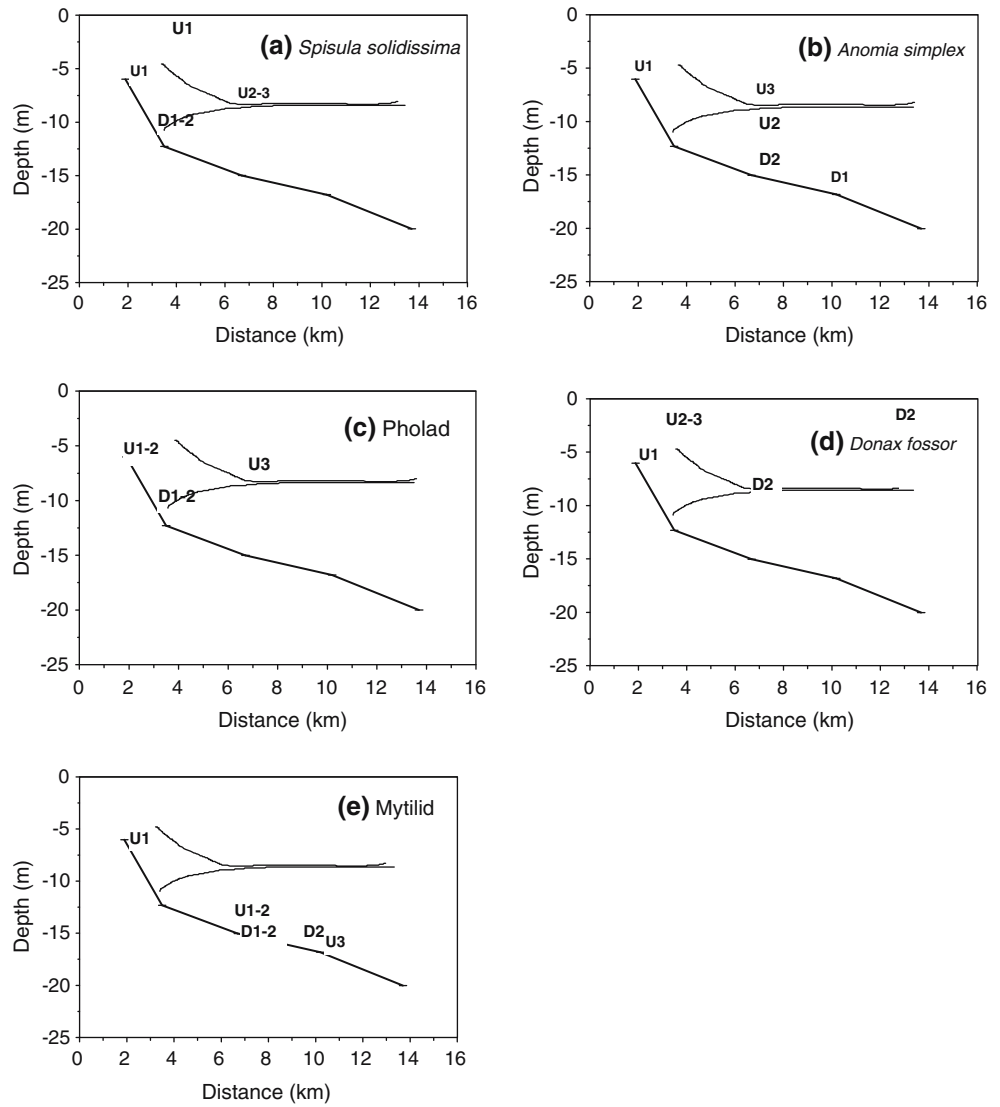 (a) Spisula solidissima
0
-5
-10
-15
-20
-25
Depth (m)
U1
U1
U2-3
D1-2
0 2 4 6 8 10 12 14 16
Distance (km)
(b) Anomia simplex
0
-5
-10
-15
-20
-25
Depth (m)
U1
U3
U2
D2
D1
0 2 4 6 8 10 12 14 16
Distance (km)
(c) Pholad
0
-5
-10
-15
-20
-25
Depth (m)
U1-2
U3
D1-2
0 2 4 6 8 10 12 14 16
Distance (km)
(d) Donax fossor
0
-5
-10
-15
-20
-25
Depth (m)
U2-3
D2
U1
D2
0 2 4 6 8 10 12 14 16
Distance (km)
(e) Mytilid
0
-5
-10
-15
-20
-25
Depth (m)
U1
U1-2
D1-2
D2
U3
0 2 4 6 8 10 12 14 16
Distance (km)